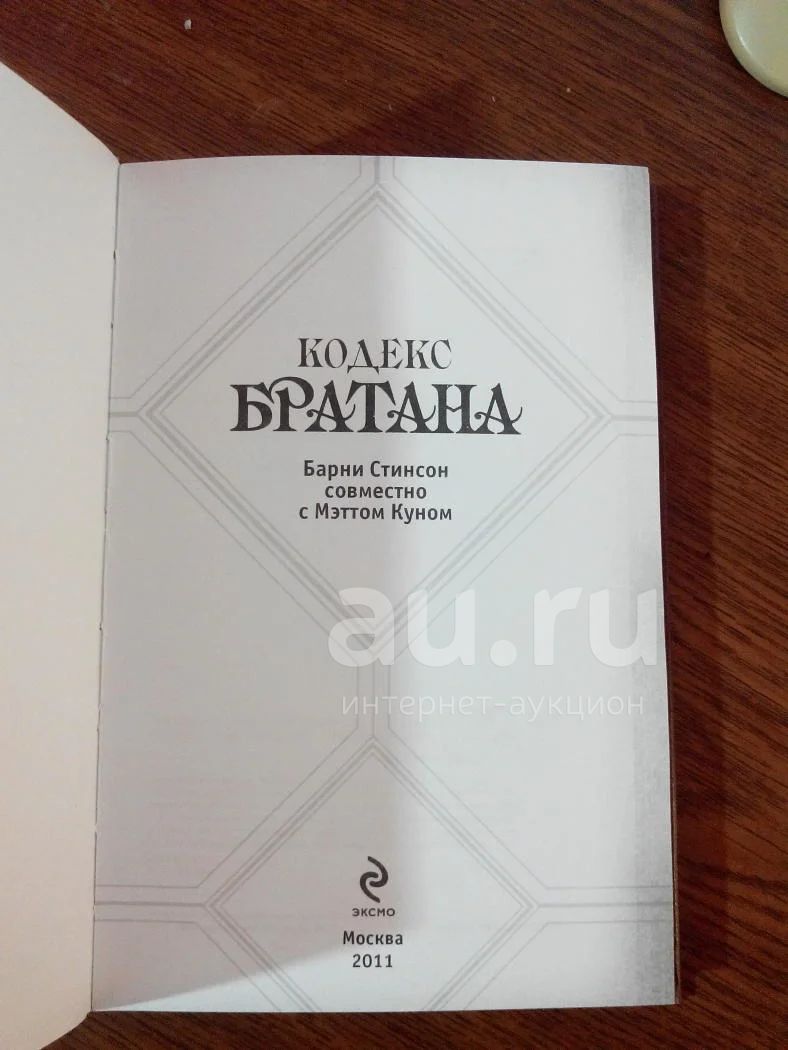 КОДЕКС
БРАТАНА
Барни Стинсон
совместно
с Мэттом Куном
au.ru
интернет-аукцион
ЭКСМО
Москва
2011